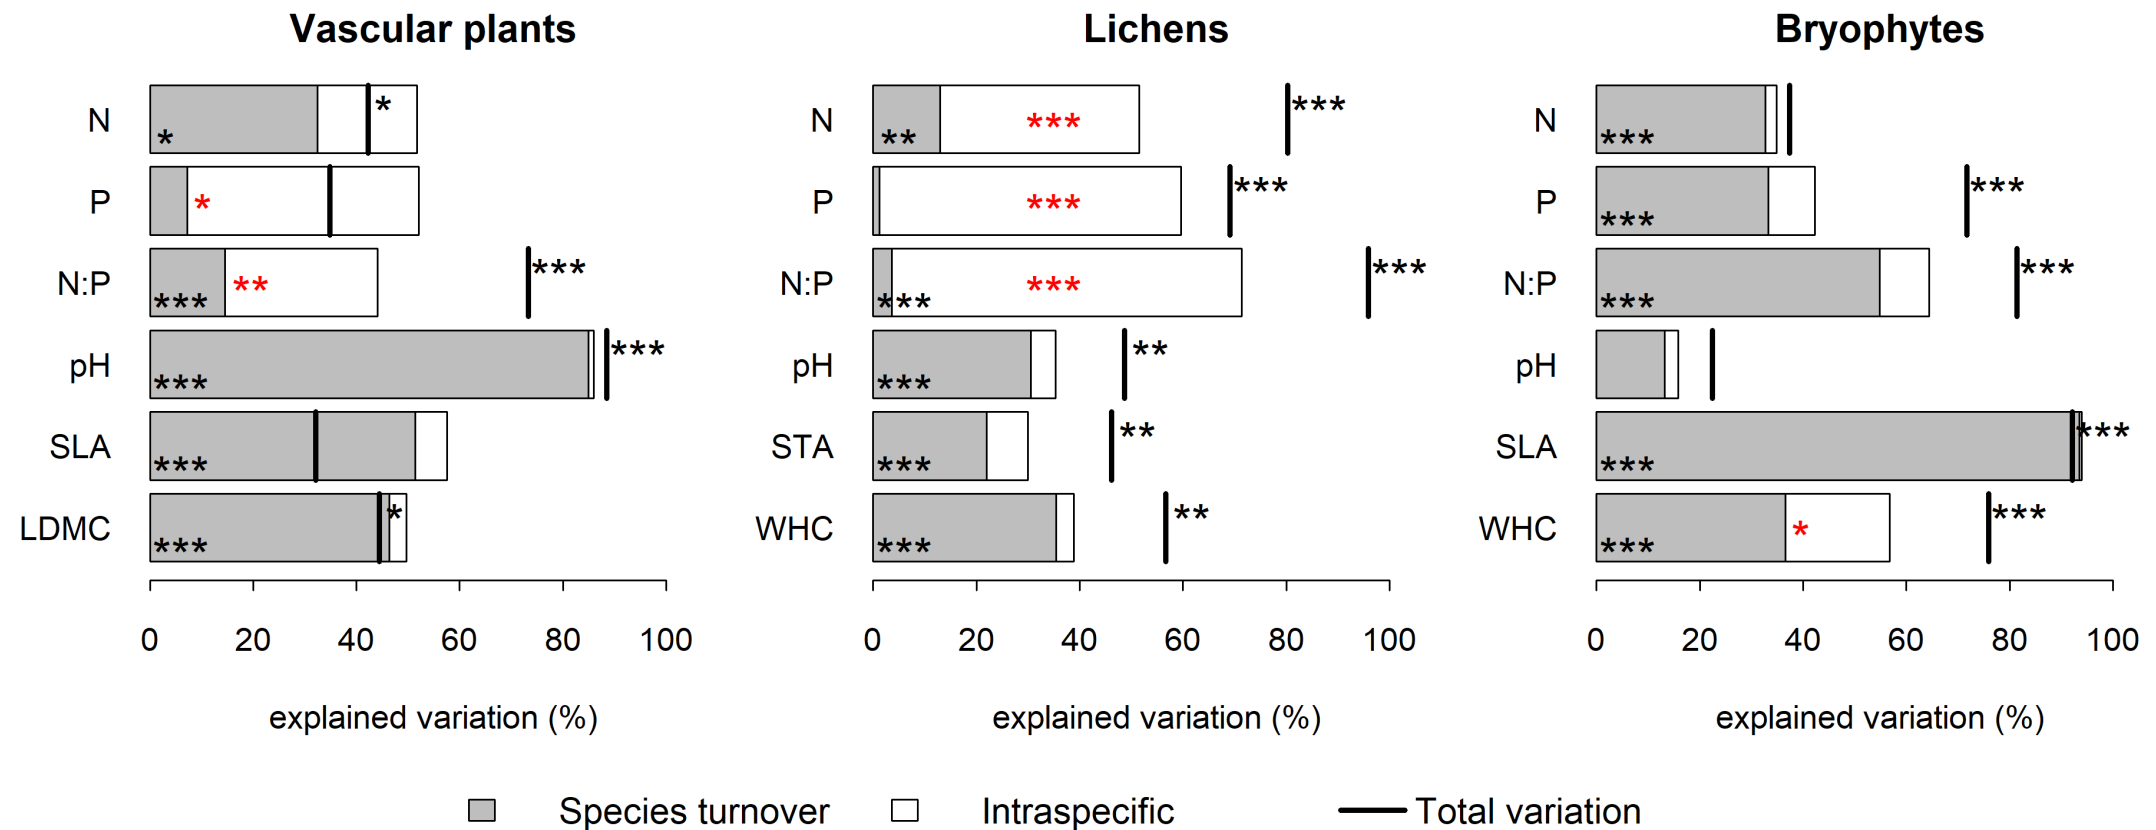 Vascular plants
N
*
*
P
*
N:P
***
**
***
pH
***
***
SLA
***
LDMC
***
*
0 20 40 60 80 100
explained variation (%)
Lichens
N
**
***
***
P
***
***
N:P
***
***
***
pH
***
**
STA
***
**
WHC
***
**
0 20 40 60 80 100
explained variation (%)
Bryophytes
N
***
P
***
***
N:P
***
***
pH
SLA
***
***
WHC
***
*
***
0 20 40 60 80 100
explained variation (%)
Species turnover
Intraspecific
Total variation